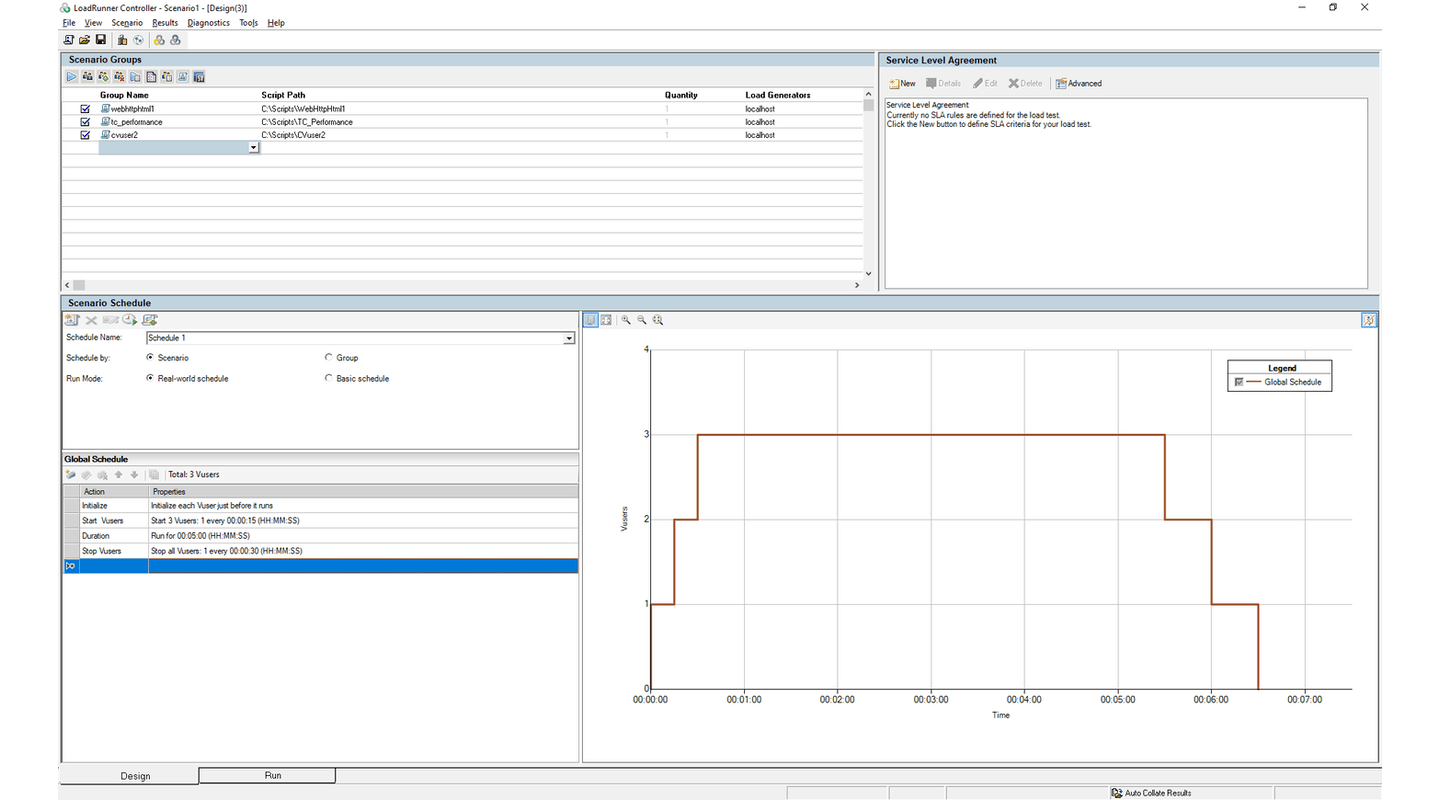 LoadRunner Controller - Scenario1 - [Design(3)]
File View Scenario Results Diagnostics Tools Help
Scenario Groups
Group Name Script Path Quantity Load Generators
webhttphtml1 C:\Scripts\WebHttpHtml1 1 localhost
tc_performance C:\Scripts\TC_Performance 1 localhost
cvuser2 C:\Scripts\CVuser2 1 localhost
Service Level Agreement
New Details Edit Delete Advanced
Service Level Agreement
Currently no SLA rules are defined for the load test.
Click the New button to define SLA criteria for your load test.
Scenario Schedule
Schedule Name: Schedule 1
Schedule by: Scenario Group
Run Mode: Real-world schedule Basic schedule
Global Schedule
Total: 3 Vusers
Action Properties
Initialize Initialize each Vuser just before it runs
Start Vusers Start 3 Vusers: 1 every 00:00:15 (HH:MM:SS)
Duration Run for 00:05:00 (HH:MM:SS)
Stop Vusers Stop all Vusers: 1 every 00:00:30 (HH:MM:SS)
Legend
Global Schedule
4
3
2
1
0
Vusers
00:00:00 00:01:00 00:02:00 00:03:00 00:04:00 00:05:00 00:06:00 00:07:00
Time
Design Run
Auto Collate Results